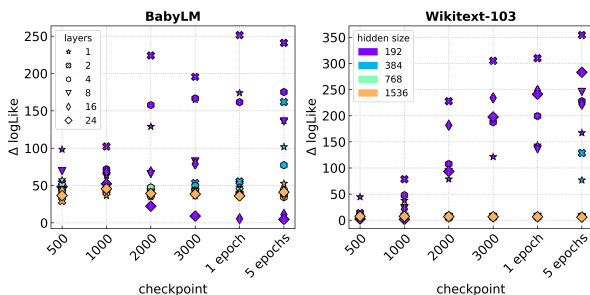 BabyLM
Δ logLike
250
200
150
100
50
0
layers
1
2
4
8
16
24
500
1000
2000
3000
1 epoch
5 epochs
checkpoint
Wikitext-103
Δ logLike
350
300
250
200
150
100
50
0
hidden size
192
384
768
1536
500
1000
2000
3000
1 epoch
5 epochs
checkpoint